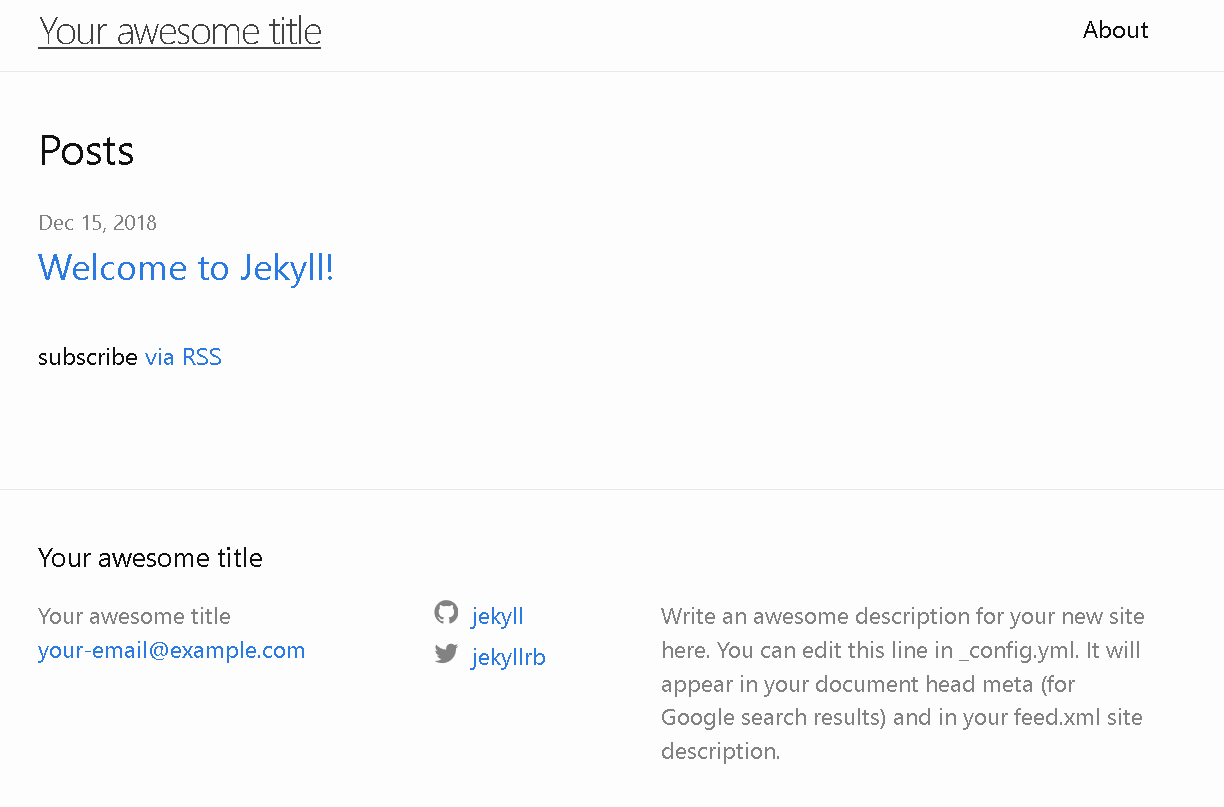 Your awesome title
About
Posts
Dec 15, 2018
Welcome to Jekyll!
subscribe via RSS
Your awesome title
Your awesome title
your-email@example.com
jekyll
jekyllrb
Write an awesome description for your new site
here. You can edit this line in _config.yml. It will
appear in your document head meta (for
Google search results) and in your feed.xml site
description.